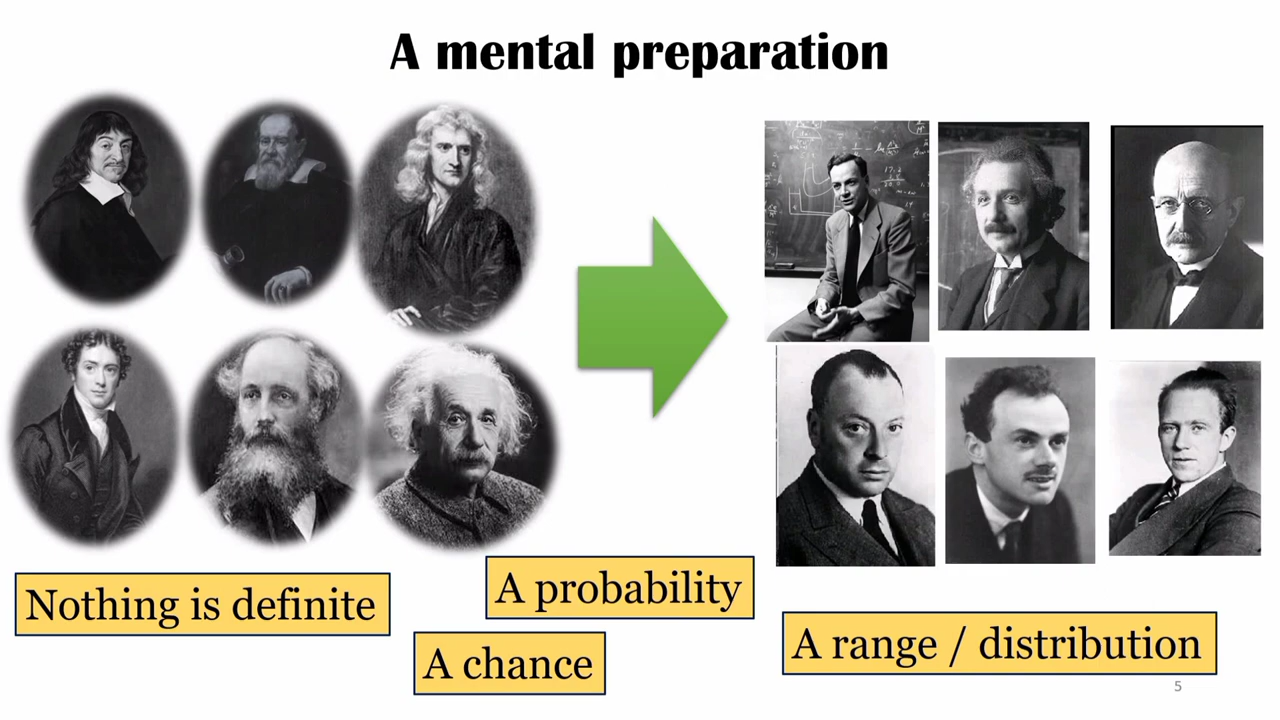 A mental preparation
Nothing is definite
A probability
A chance
A range / distribution
5